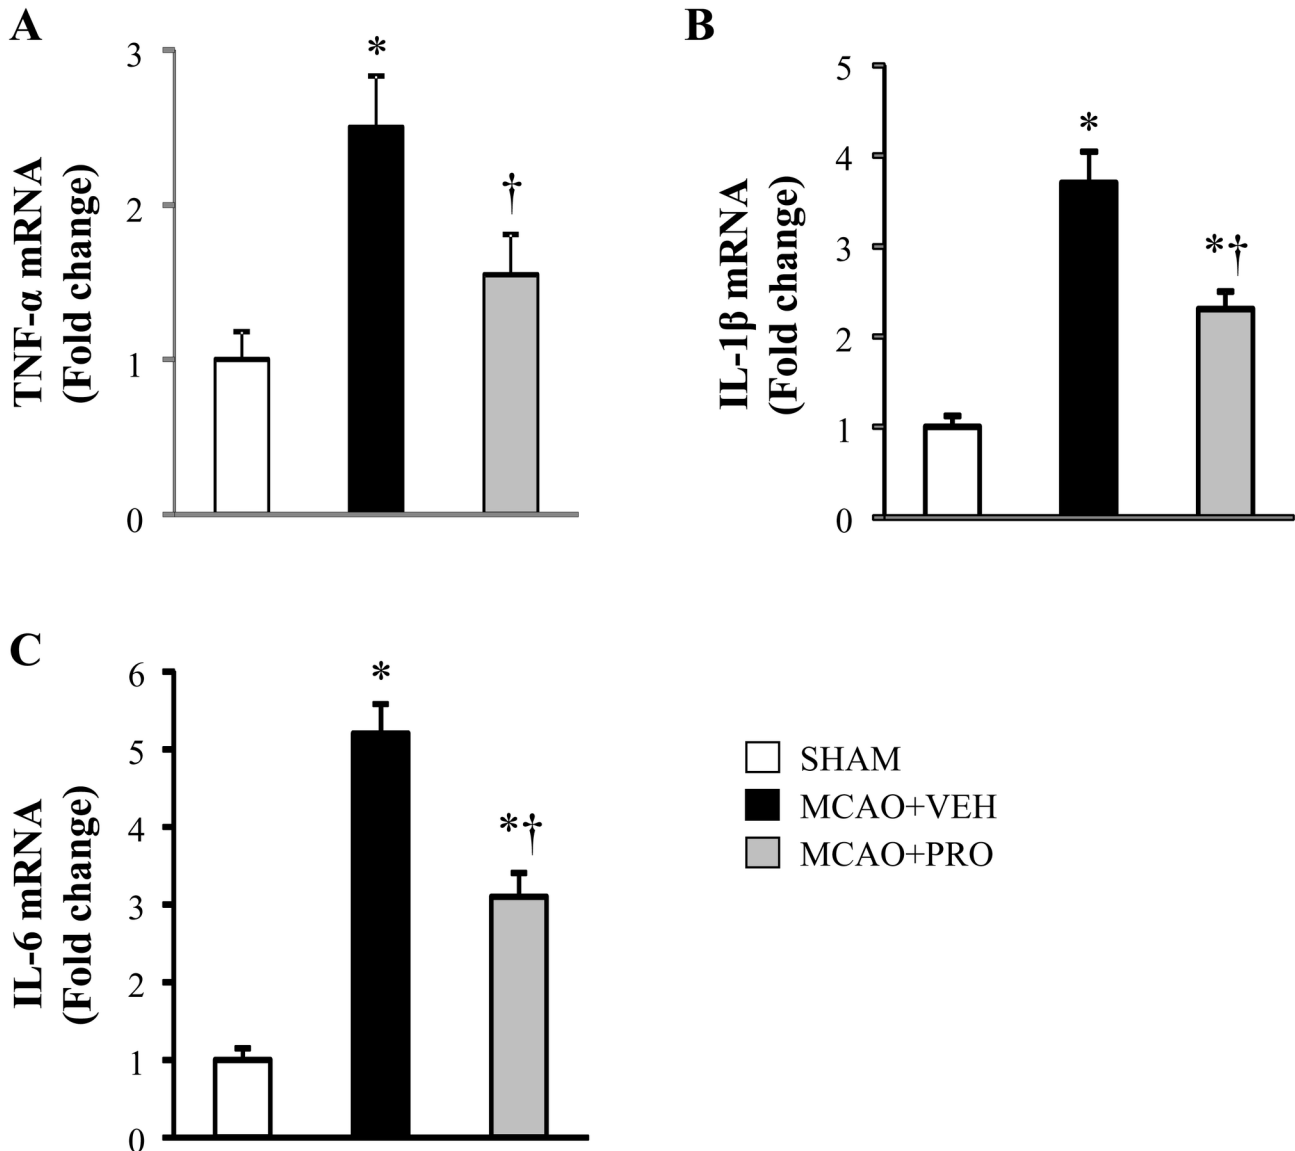 A
TNF-α mRNA
(Fold change)
3
2
1
0
*
†
B
IL-1β mRNA
(Fold change)
5
4
3
2
1
0
*
*†
C
IL-6 mRNA
(Fold change)
6
5
4
3
2
1
0
*
*†
SHAM
MCAO+VEH
MCAO+PRO